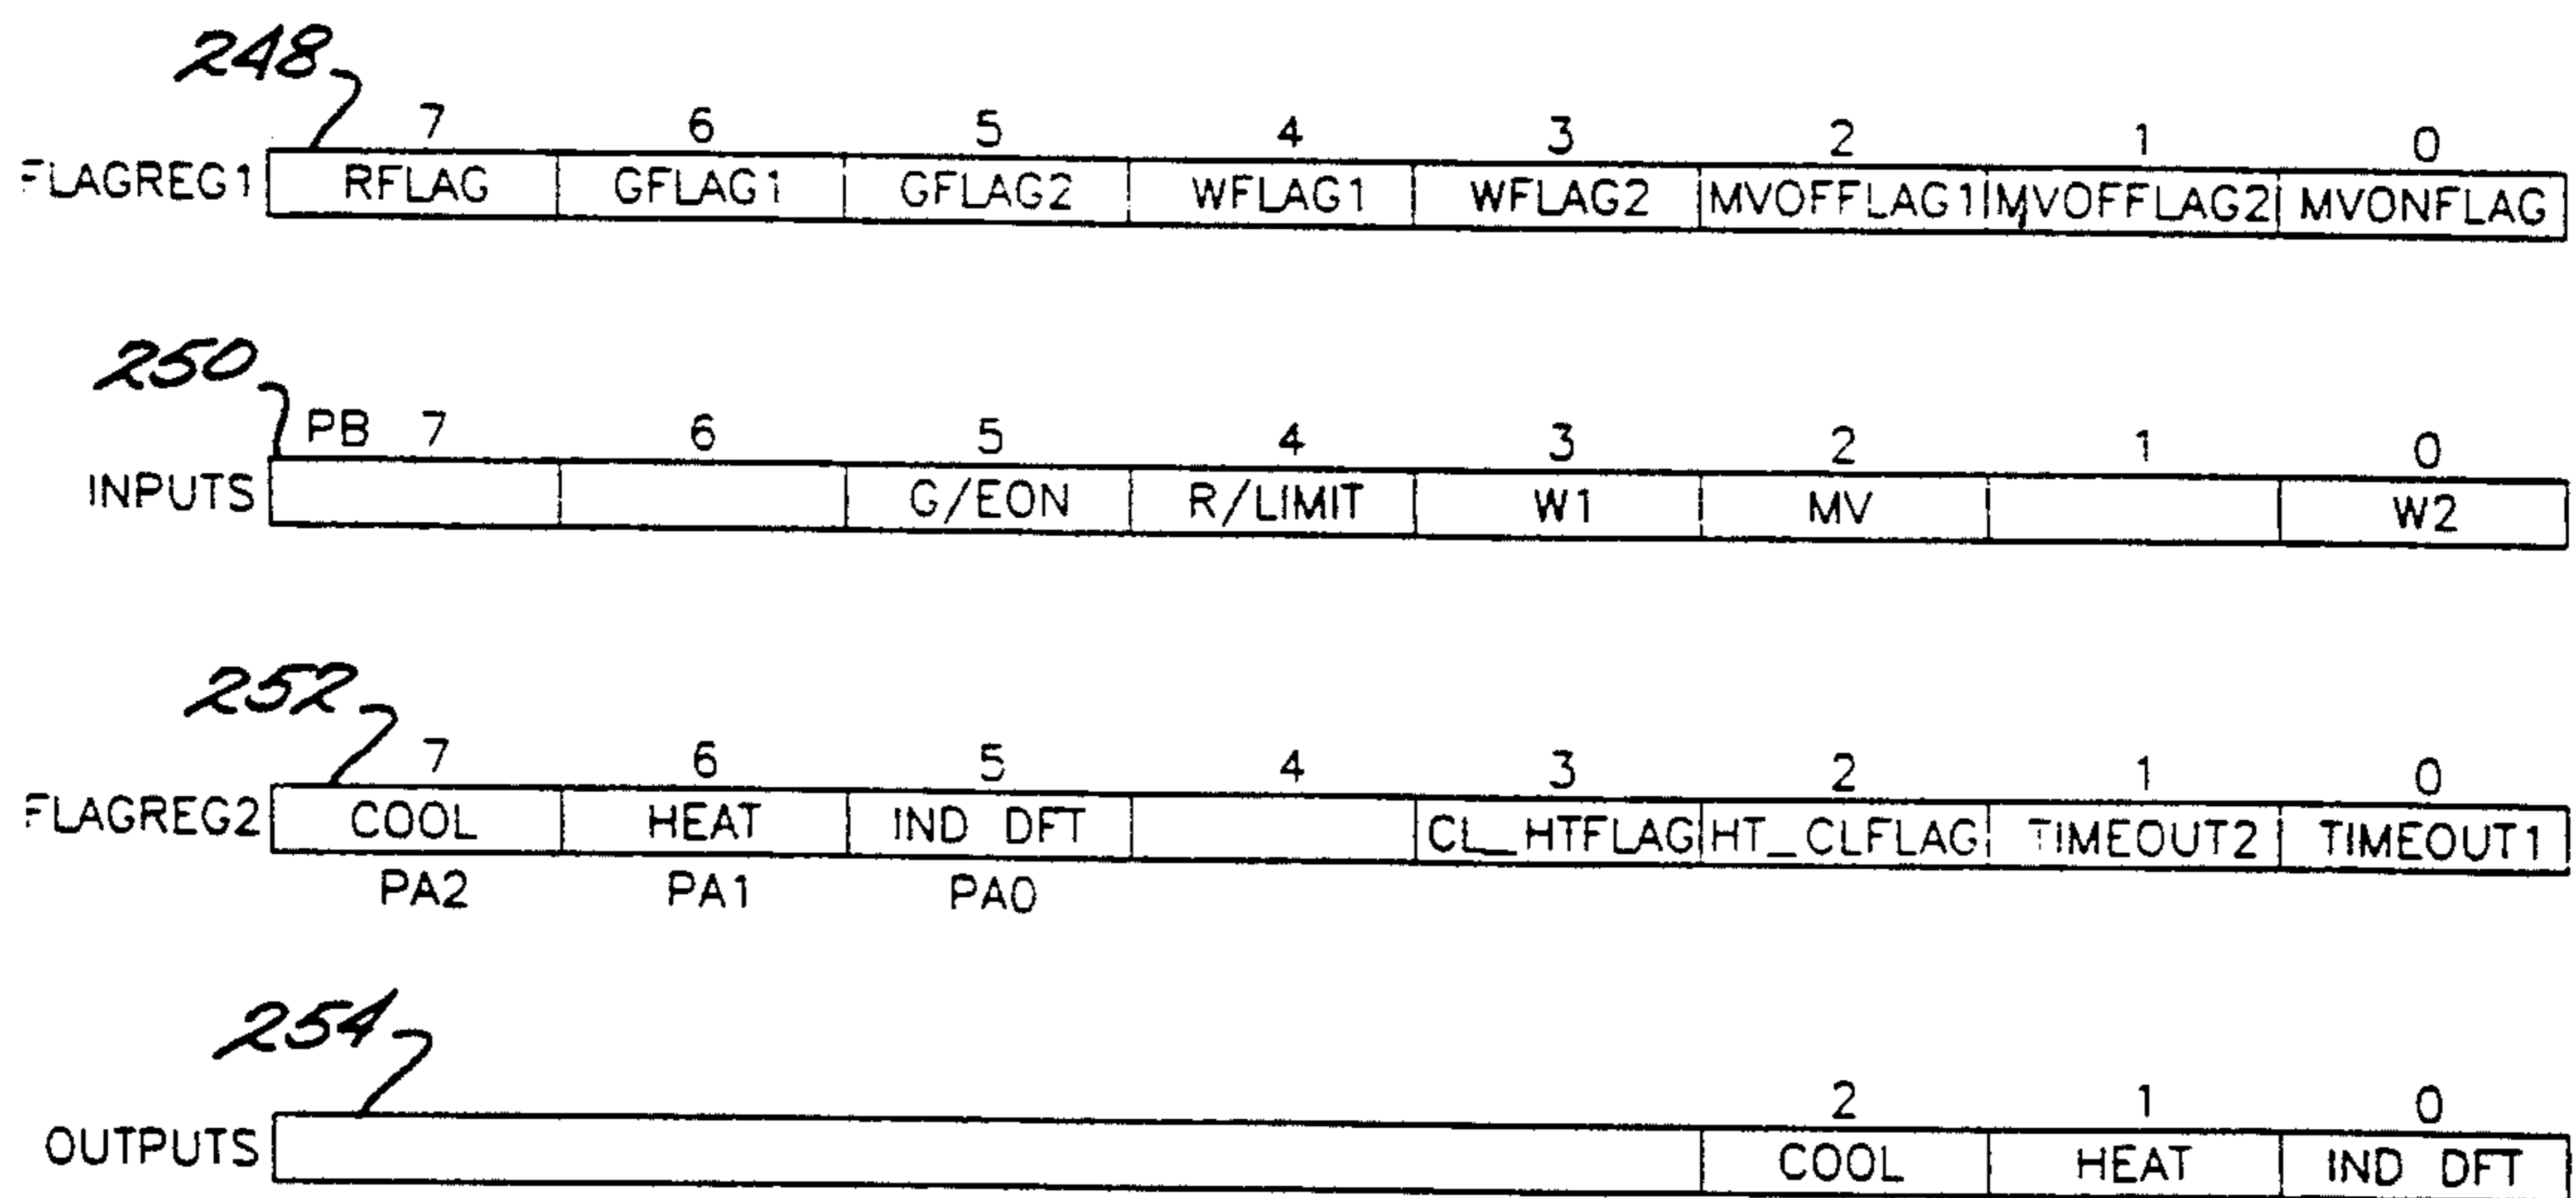 248
7 6 5 4 3 2 1 0
FLAGREG1 RFLAG GFLAG1 GFLAG2 WFLAG1 WFLAG2 MVOFFLAG1 MVOFFLAG2 MVONFLAG
250
PB 7 6 5 4 3 2 1 0
INPUTS G/EON R/LIMIT W1 MV W2
252
7 6 5 4 3 2 1 0
FLAGREG2 COOL HEAT IND DFT CL_HTFLAG HT_CLFLAG TIMEOUT2 TIMEOUT1
PA2 PA1 PA0
254
2 1 0
OUTPUTS COOL HEAT IND DFT